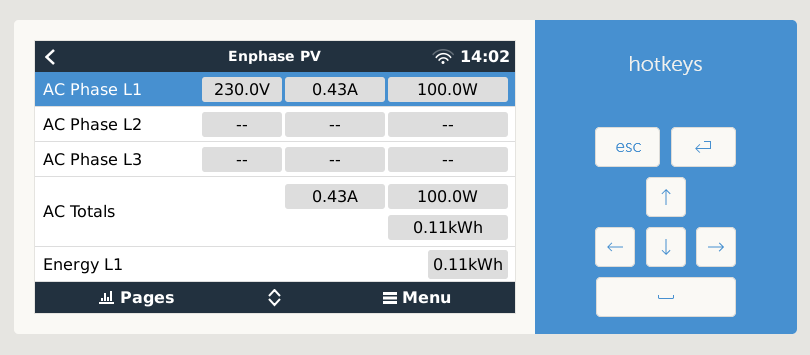 Enphase PV 14:02
hotkeys
AC Phase L1 230.0V 0.43A 100.0W
AC Phase L2 -- -- --
AC Phase L3 -- -- --
AC Totals 0.43A 100.0W
0.11kWh
Energy L1 0.11kWh
Pages Menu
esc